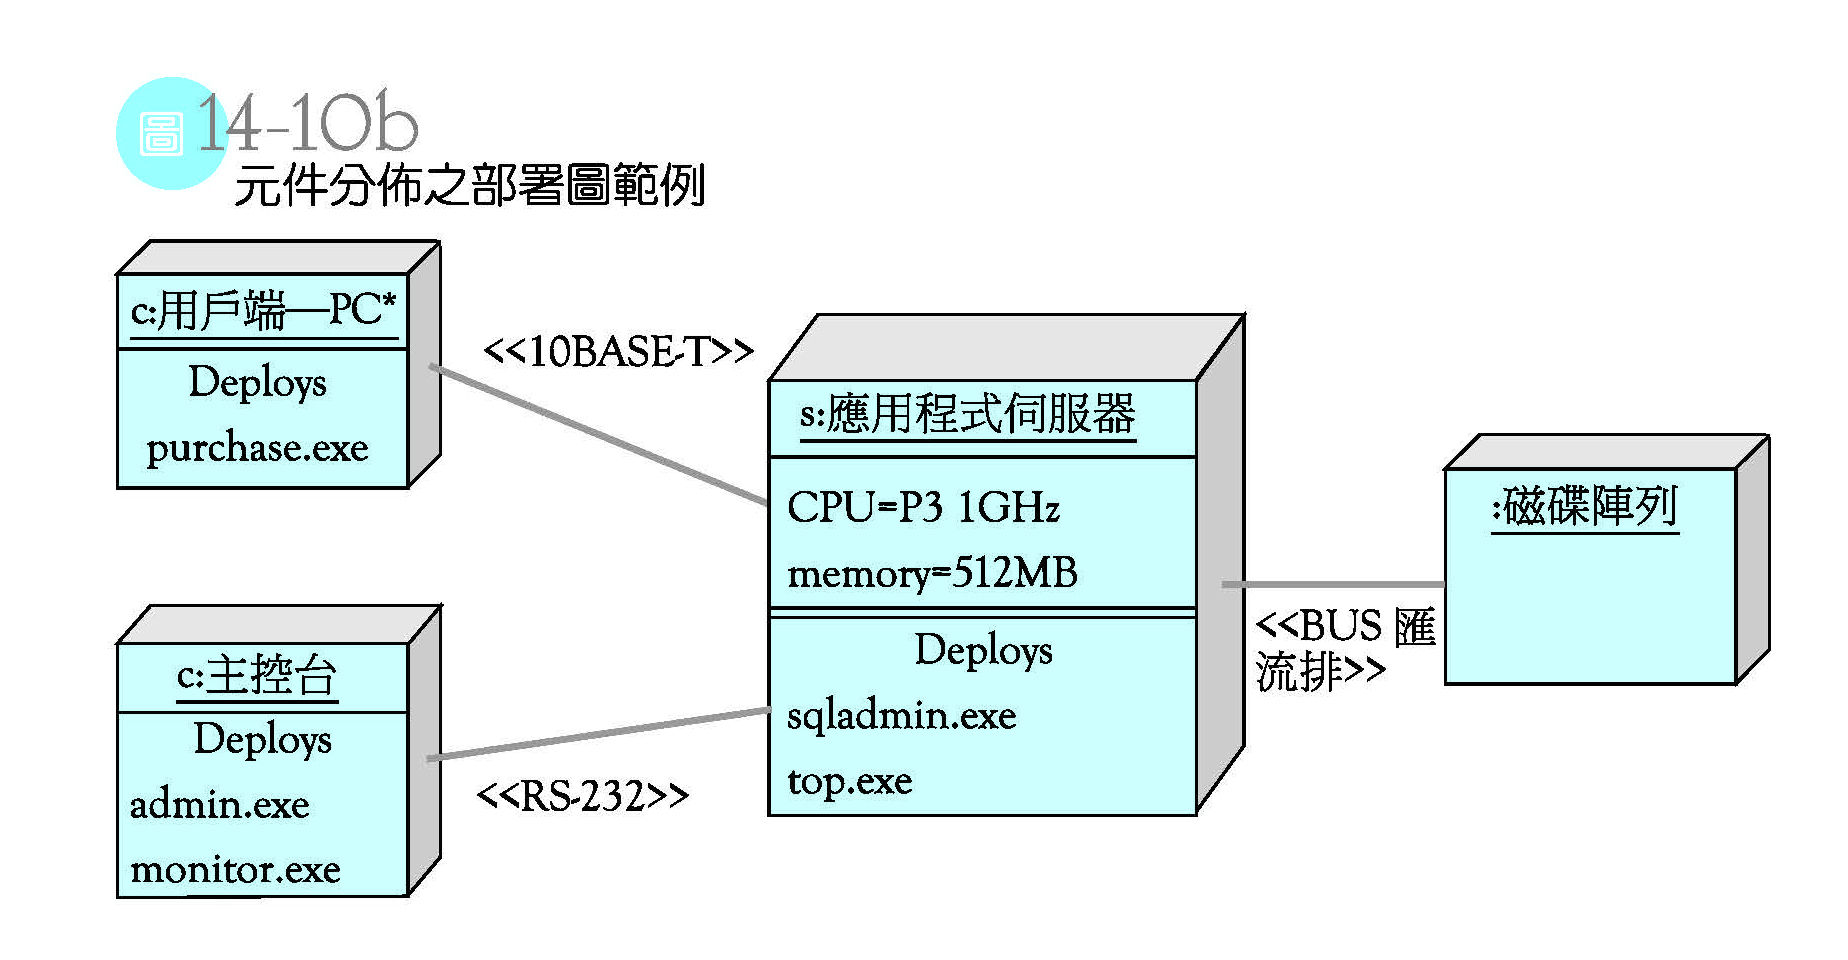 圖 14-10b
元件分佈之部署圖範例
c:用戶端—PC*
Deploys
purchase.exe
<<10BASE-T>>
c:主控台
Deploys
admin.exe
monitor.exe
<<RS-232>>
s:應用程式伺服器
CPU=P3 1GHz
memory=512MB
Deploys
sqladmin.exe
top.exe
<<BUS 匯
流排>>
:磁碟陣列